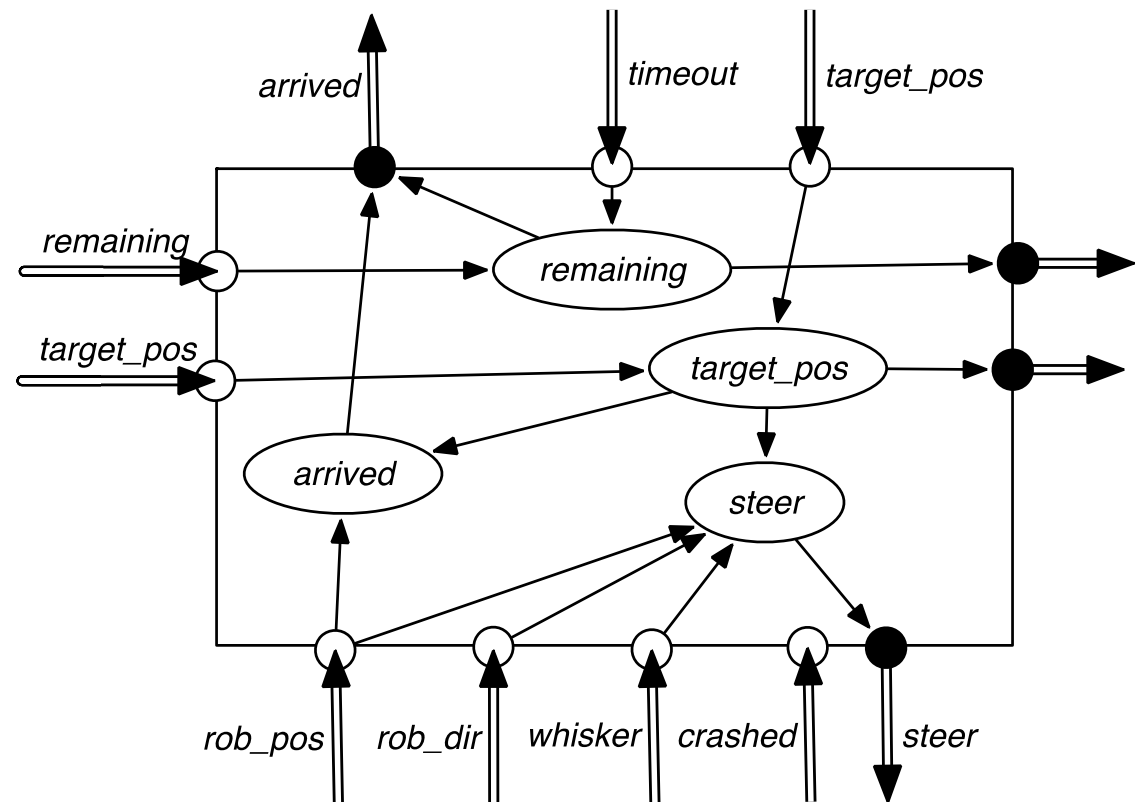 arrived
timeout
target_pos
remaining
remaining
target_pos
target_pos
arrived
steer
rob_pos
rob_dir
whisker
crashed
steer